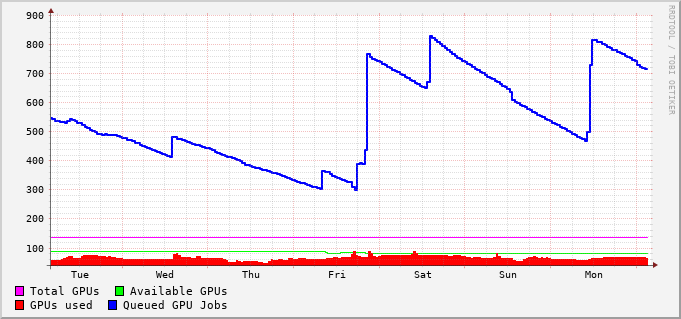 900
800
700
600
500
400
300
200
100
Tue Wed Thu Fri Sat Sun Mon
Total GPUs Available GPUs
GPUs used Queued GPU Jobs
RRDTOOL / TOBI OETIKER